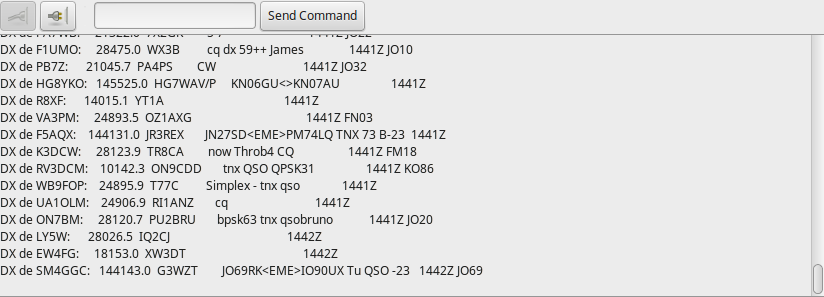 Send Command
DX de F1UMO: 28475.0 WX3B cq dx 59++ James 1441Z JO10
DX de PB7Z: 21045.7 PA4PS CW 1441Z JO32
DX de HG8YKO: 145525.0 HG7WAV/P KN06GU<>KN07AU 1441Z
DX de R8XF: 14015.1 YT1A 1441Z
DX de VA3PM: 24893.5 OZ1AXG 1441Z FN03
DX de F5AQX: 144131.0 JR3REX JN27SD<EME>PM74LQ TNX 73 B-23 1441Z
DX de K3DCW: 28123.9 TR8CA now Throb4 CQ 1441Z FM18
DX de RV3DCM: 10142.3 ON9CDD tnx QSO QPSK31 1441Z KO86
DX de WB9FOP: 24895.9 T77C Simplex - tnx qso 1441Z
DX de UA1OLM: 24906.9 RI1ANZ cq 1441Z
DX de ON7BM: 28120.7 PU2BRU bpsk63 tnx qsobruno 1441Z JO20
DX de LY5W: 28026.5 IQ2CJ 1442Z
DX de EW4FG: 18153.0 XW3DT 1442Z
DX de SM4GGC: 144143.0 G3WZT JO69RK<EME>IO90UX Tu QSO -23 1442Z JO69